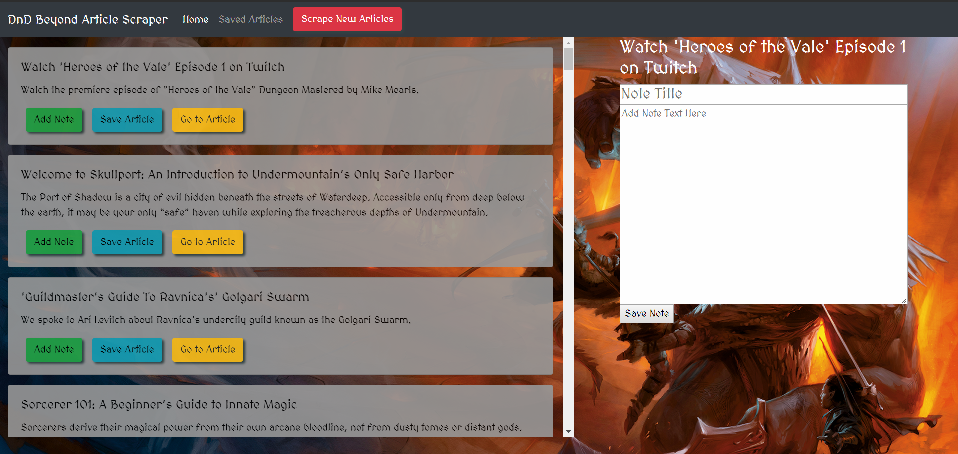 DnD Beyond Article Scraper Home Saved Articles Scrape New Articles
Watch 'Heroes of the Vale' Episode 1 on Twitch
Watch the premiere episode of "Heroes of the Vale" Dungeon Mastered by Mike Mearls.
Add Note Save Article Go to Article
Welcome to Skullport: An Introduction to Undermountain's Only Safe Harbor
The Port of Shadow is a city of evil hidden beneath the streets of Waterdeep. Accessible only from deep below
the earth, it may be your only "safe" haven while exploring the treacherous depths of Undermountain.
Add Note Save Article Go to Article
'Guildmaster's Guide To Ravnica's' Golgari Swarm
We spoke to Ari Levitch about Ravnica's undercity guild known as the Golgari Swarm.
Add Note Save Article Go to Article
Sorcerer 101: A Beginner's Guide to Innate Magic
Sorcerers derive their magical power from their own arcane bloodline, not from dusty tomes or distant gods.
Watch 'Heroes of the Vale' Episode 1
on Twitch
Note Title
Add Note Text Here
Save Note